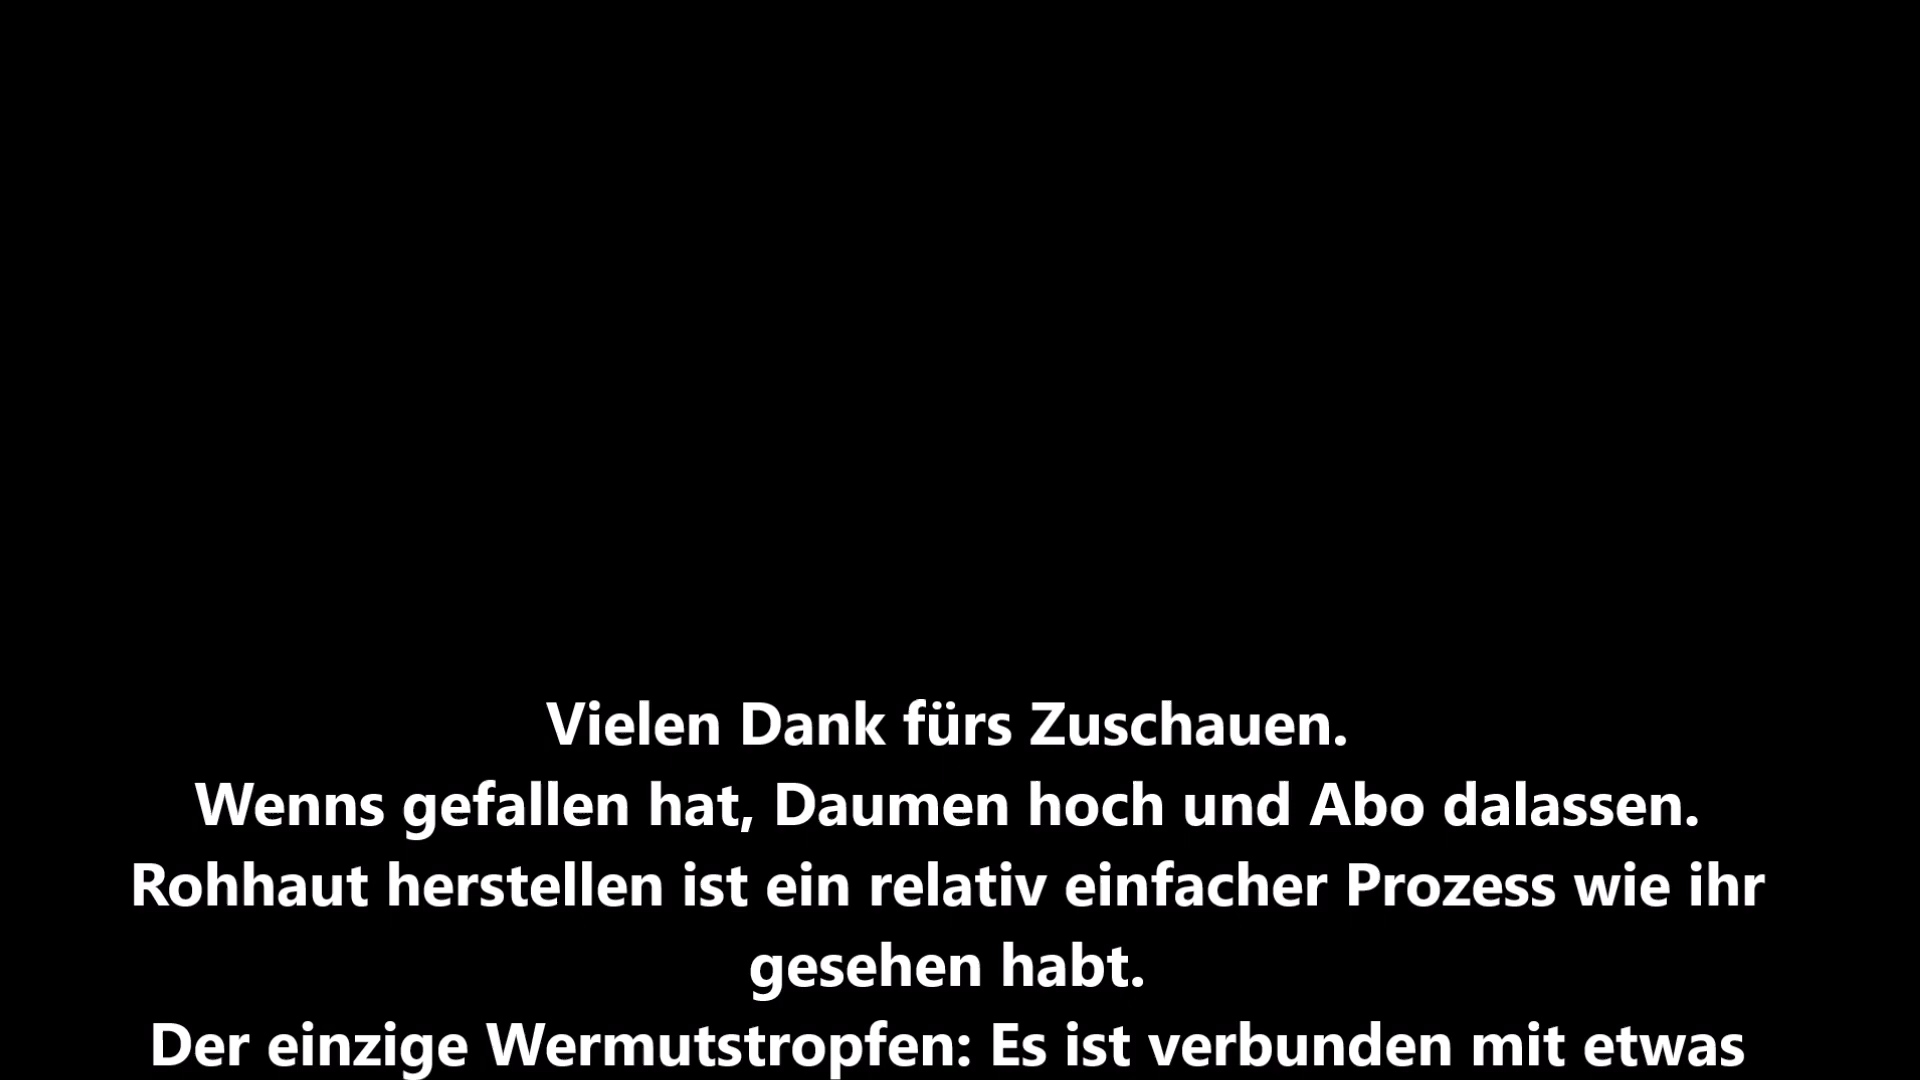 Vielen Dank fürs Zuschauen.
Wenns gefallen hat, Daumen hoch und Abo dalassen.
Rohhaut herstellen ist ein relativ einfacher Prozess wie ihr
gesehen habt.
Der einzige Wermutstropfen: Es ist verbunden mit etwas